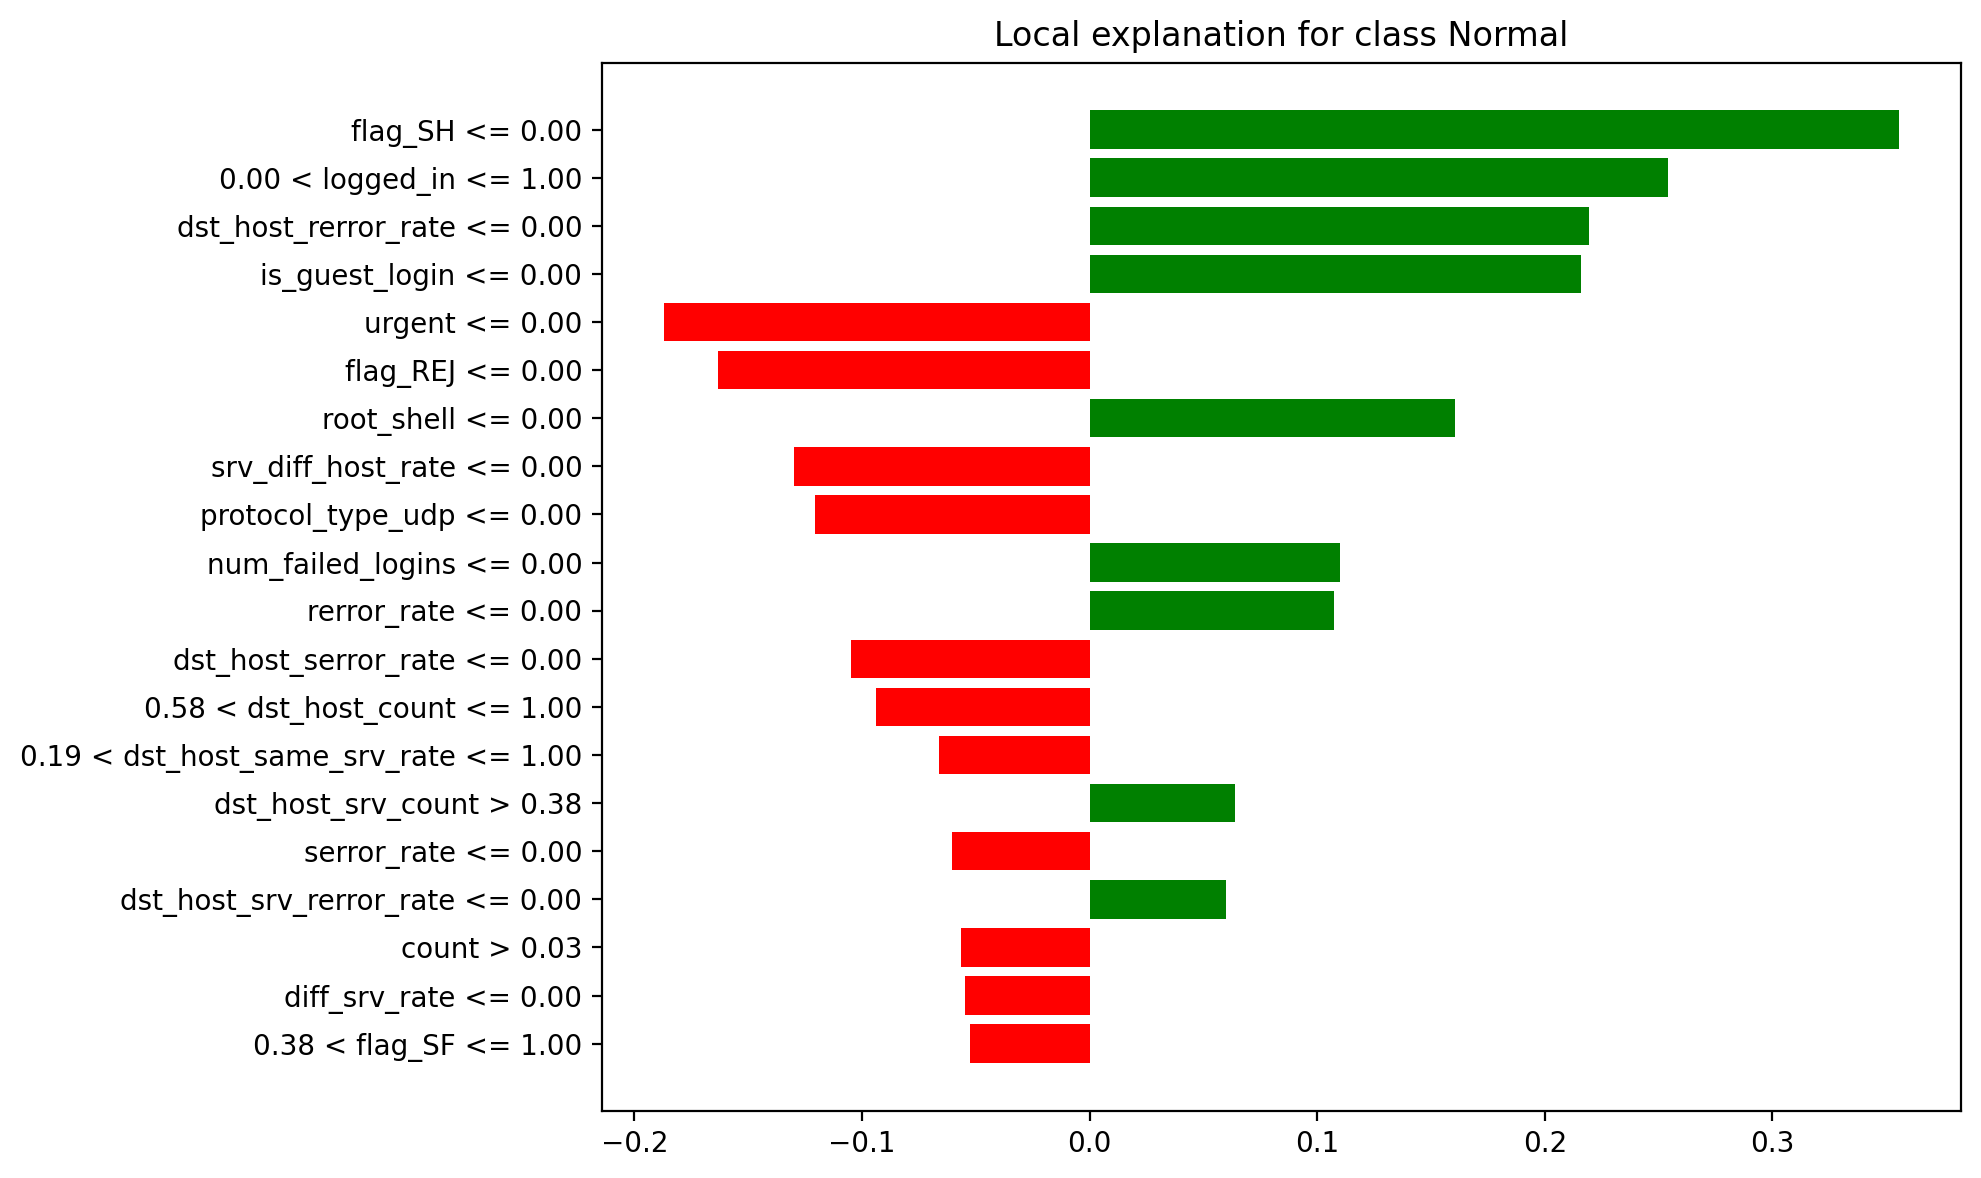 Local explanation for class Normal
flag_SH <= 0.00
0.00 < logged_in <= 1.00
dst_host_rerror_rate <= 0.00
is_guest_login <= 0.00
urgent <= 0.00
flag_REJ <= 0.00
root_shell <= 0.00
srv_diff_host_rate <= 0.00
protocol_type_udp <= 0.00
num_failed_logins <= 0.00
rerror_rate <= 0.00
dst_host_serror_rate <= 0.00
0.58 < dst_host_count <= 1.00
0.19 < dst_host_same_srv_rate <= 1.00
dst_host_srv_count > 0.38
serror_rate <= 0.00
dst_host_srv_rerror_rate <= 0.00
count > 0.03
diff_srv_rate <= 0.00
0.38 < flag_SF <= 1.00
−0.2 −0.1 0.0 0.1 0.2 0.3